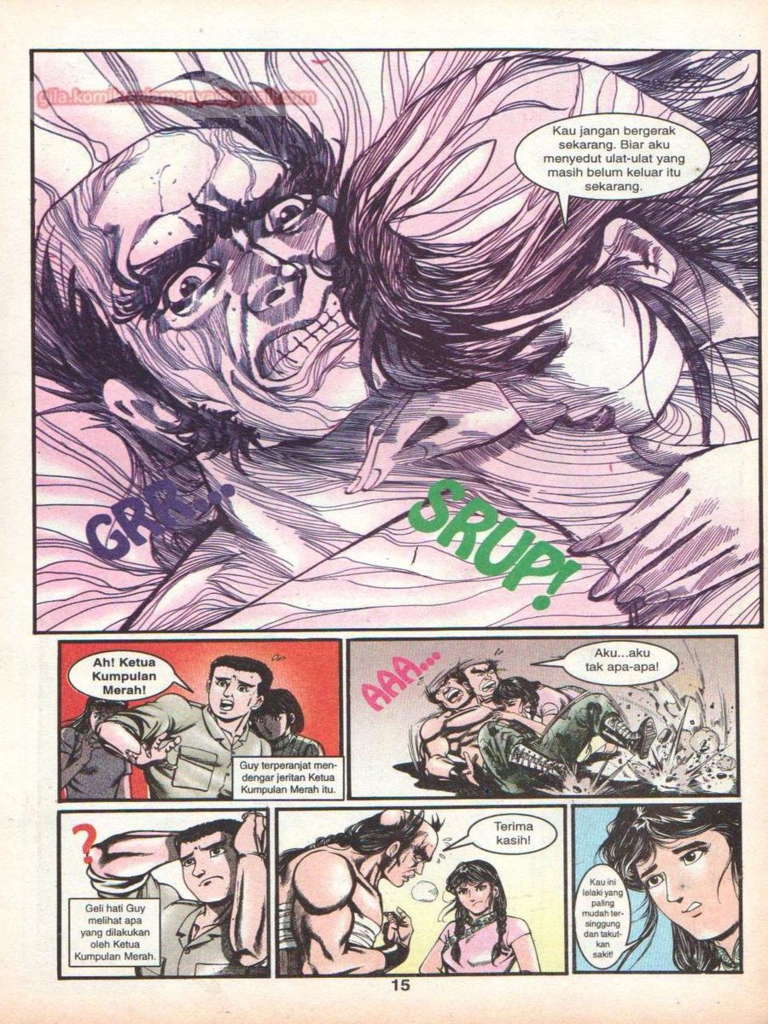 Kau jangan bergerak
sekarang. Biar aku
menyedut ulat-ulat yang
masih belum keluar itu
sekarang.
GRR...
SRUP!
Ah! Ketua
Kumpulan
Merah!
Guy terperanjat men-
dengar jeritan Ketua
Kumpulan Merah itu.
AAA...
Aku...aku
tak apa-apa!
?
Geli hati Guy
melihat apa
yang dilakukan
oleh Ketua
Kumpulan Merah.
Terima
kasih!
Kau ini
lelaki yang
paling
mudah ter-
singgung
dan takut-
kan
sakit!
15